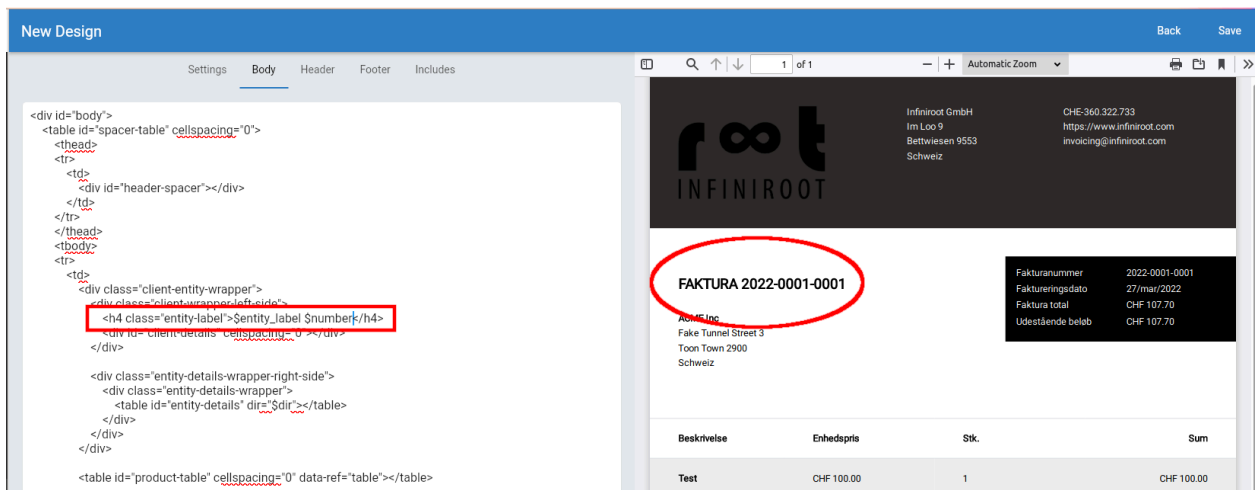 New Design
Back
Save
Settings
Body
Header
Footer
Includes
<div id="body">
<table id="spacer-table" cellspacing="0">
<thead>
<tr>
<td>
<div id="header-spacer"></div>
</td>
</tr>
</thead>
<tbody>
<tr>
<td>
<div class="client-entity-wrapper">
<div class="client-wrapper-left-side">
<h4 class="entity-label">$entity_label $number</h4>
<div id="client-details" cellspacing="0"></div>
</div>
<div class="entity-details-wrapper-right-side">
<div class="entity-details-wrapper">
<table id="entity-details" dir="$dir"></table>
</div>
</div>
</div>
<table id="product-table" cellspacing="0" data-ref="table"></table>
1 of 1
Automatic Zoom
root
INFINIROOT
Infiniroot GmbH
Im Loo 9
Bettwiesen 9553
Schweiz
CHE-360.322.733
https://www.infiniroot.com
invoicing@infiniroot.com
FAKTURA 2022-0001-0001
ACME Inc
Fake Tunnel Street 3
Toon Town 2900
Schweiz
Fakturanummer 2022-0001-0001
Faktureringsdato 27/mar/2022
Faktura total CHF 107.70
Udestående beløb CHF 107.70
Beskrivelse Enhedspris Stk. Sum
Test CHF 100.00 1 CHF 100.00